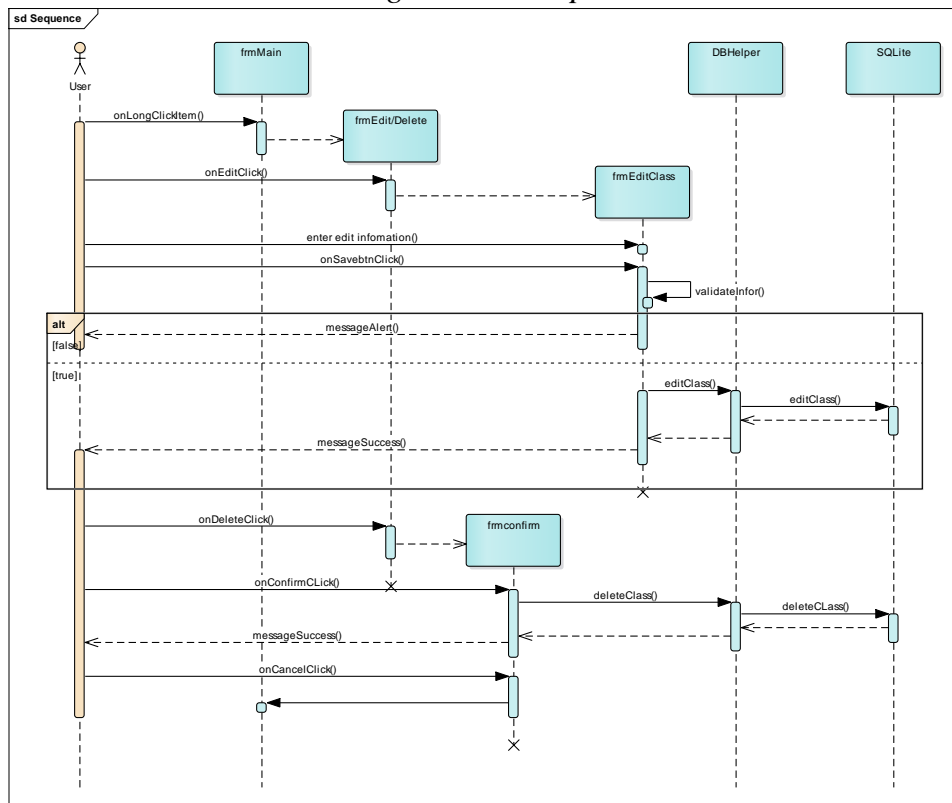 sd Sequence
frmMain
DBHelper
SQLite
User
onLongClickItem()
frmEdit/Delete
onEditClick()
frmEditClass
enter edit infomation()
onSavebtnClick()
validateInfor()
alt
messageAlert()
[false]
[true]
editClass()
editClass()
messageSuccess()
onDeleteClick()
frmconfirm
onConfirmCLick()
deleteClass()
deleteCLass()
messageSuccess()
onCancelClick()